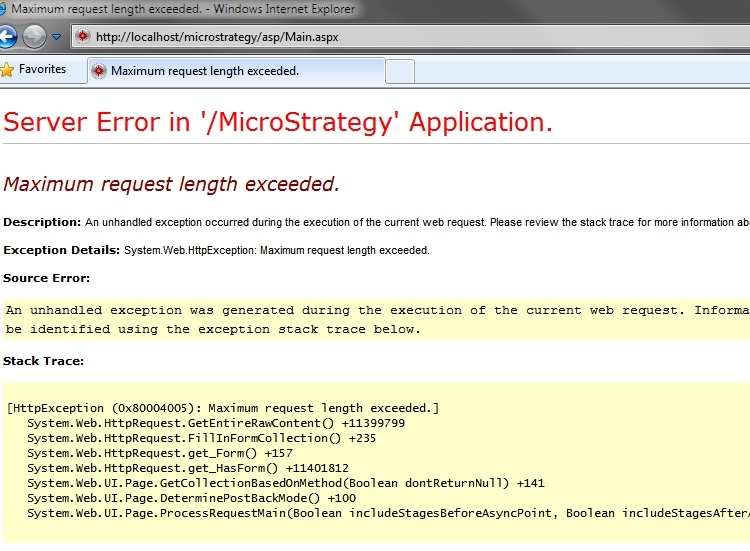 Maximum request length exceeded. - Windows Internet Explorer
http://localhost/microstrategy/asp/Main.aspx
Favorites
Maximum request length exceeded.
Server Error in '/MicroStrategy' Application.
Maximum request length exceeded.
Description: An unhandled exception occurred during the execution of the current web request. Please review the stack trace for more information
Exception Details: System.Web.HttpException: Maximum request length exceeded.
Source Error:
An unhandled exception was generated during the execution of the current web request.
be identified using the exception stack trace below.
Stack Trace:
[HttpException (0x80004005): Maximum request length exceeded.]
System.Web.HttpRequest.GetEntireRawContent() +11399799
System.Web.HttpRequest.FillInFormCollection() +235
System.Web.HttpRequest.get_Form() +157
System.Web.HttpRequest.get_HasForm() +11401812
System.Web.UI.Page.GetCollectionBasedOnMethod(Boolean dontReturnNull) +141
System.Web.UI.Page.DeterminePostBackMode() +100
System.Web.UI.Page.ProcessRequestMain(Boolean includeStagesBeforeAsyncPoint, Boolean